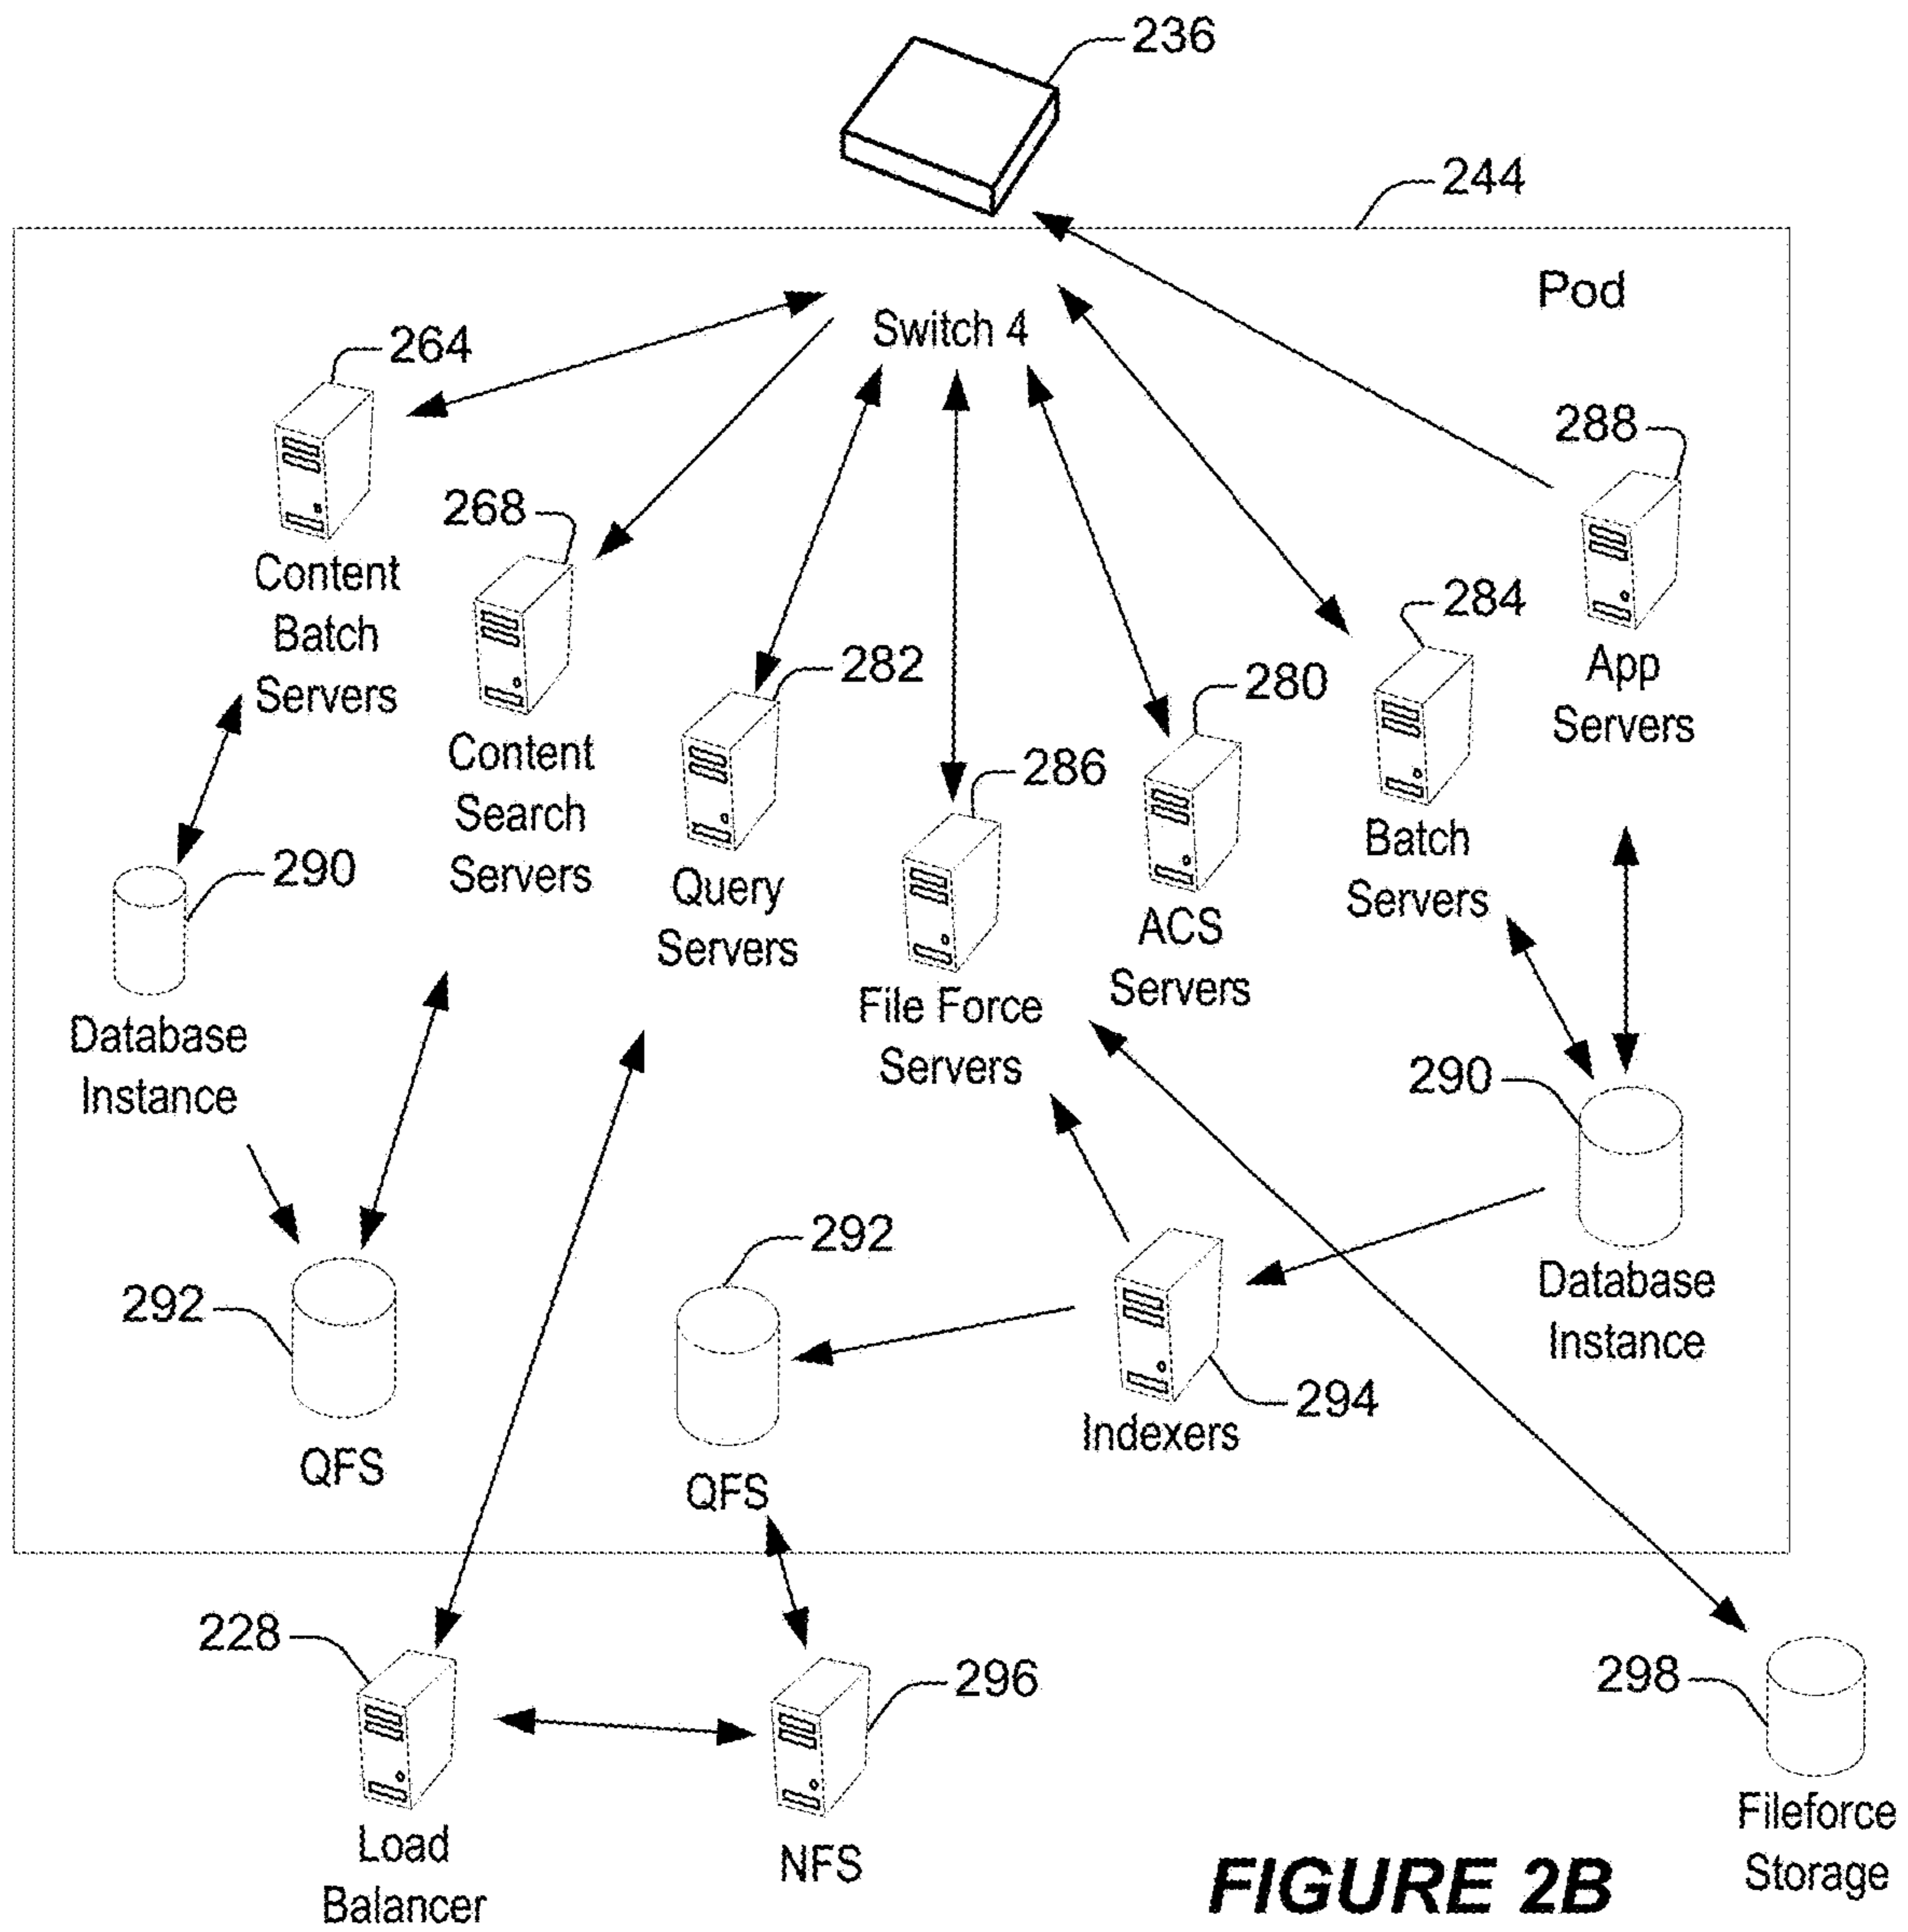 236
244
Pod
Switch 4
264
288
268
Content
Batch
Servers
284
App
Servers
282
280
Content
Search
Servers
286
Batch
Servers
290
Query
Servers
ACS
Servers
File Force
Servers
Database
Instance
290
292
292
Database
Instance
294
Indexers
QFS
QFS
228
296
298
Load
Balancer
NFS
Fileforce
Storage
FIGURE 2B